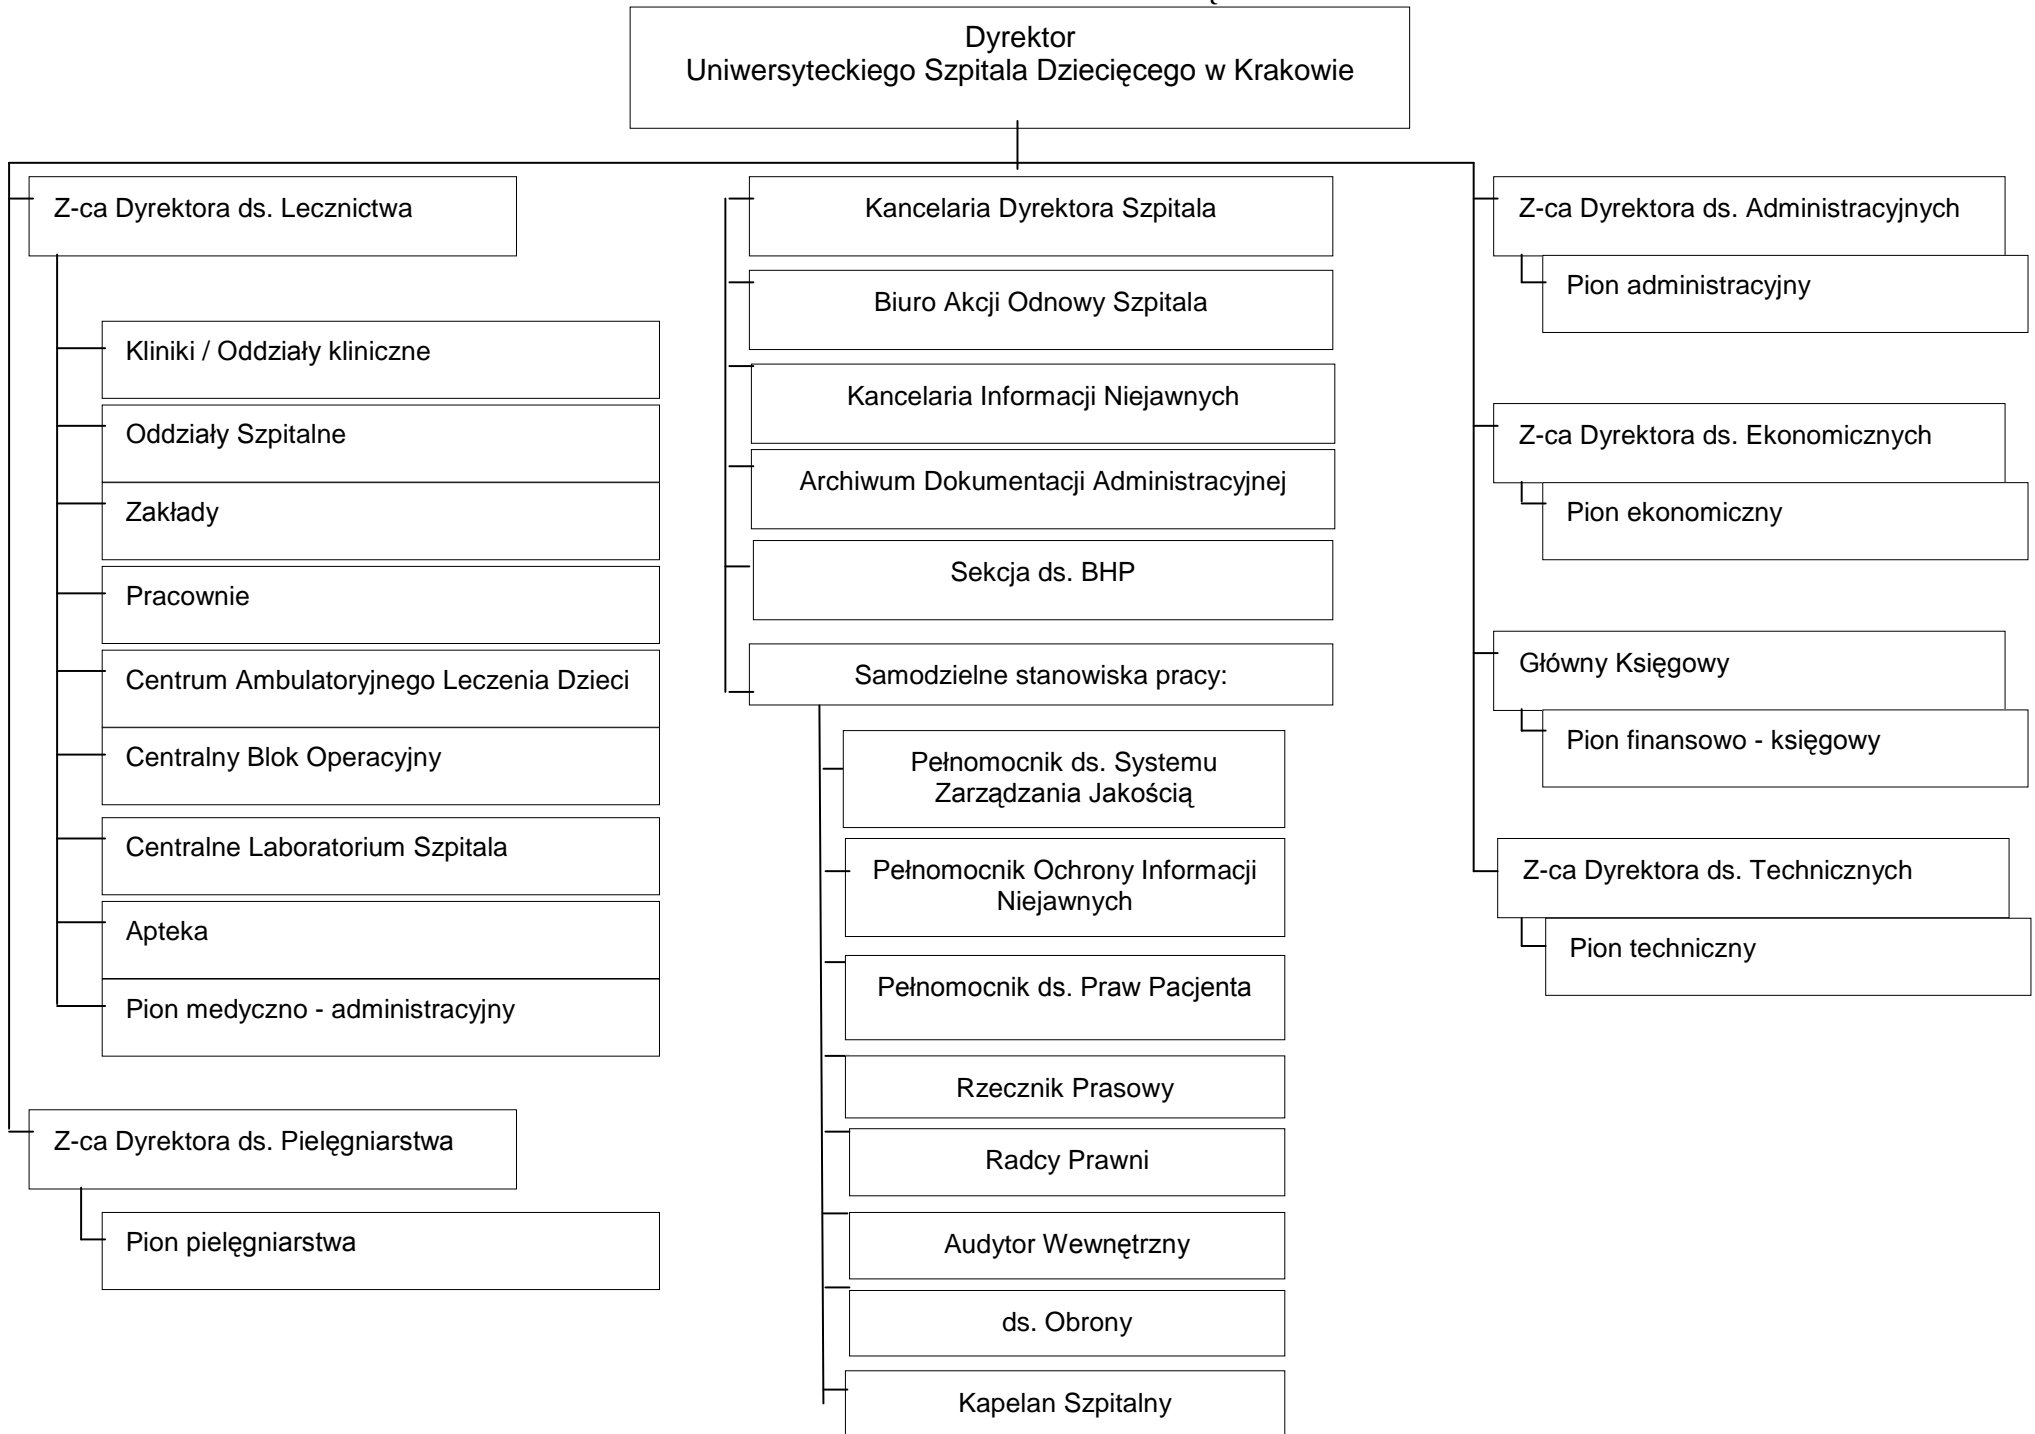 Dyrektor
Uniwersyteckiego Szpitala Dziecięcego w Krakowie
Z-ca Dyrektora ds. Lecznictwa
Kliniki / Oddziały kliniczne
Oddziały Szpitalne
Zakłady
Pracownie
Centrum Ambulatoryjnego Leczenia Dzieci
Centralny Blok Operacyjny
Centralne Laboratorium Szpitala
Apteka
Pion medyczno - administracyjny
Z-ca Dyrektora ds. Pielęgniarstwa
Pion pielęgniarstwa
Kancelaria Dyrektora Szpitala
Biuro Akcji Odnowy Szpitala
Kancelaria Informacji Niejawnych
Archiwum Dokumentacji Administracyjnej
Sekcja ds. BHP
Samodzielne stanowiska pracy:
Pełnomocnik ds. Systemu
Zarządzania Jakością
Pełnomocnik Ochrony Informacji
Niejawnych
Pełnomocnik ds. Praw Pacjenta
Rzecznik Prasowy
Radcy Prawni
Audytor Wewnętrzny
ds. Obrony
Kapelan Szpitalny
Z-ca Dyrektora ds. Administracyjnych
Pion administracyjny
Z-ca Dyrektora ds. Ekonomicznych
Pion ekonomiczny
Główny Księgowy
Pion finansowo - księgowy
Z-ca Dyrektora ds. Technicznych
Pion techniczny